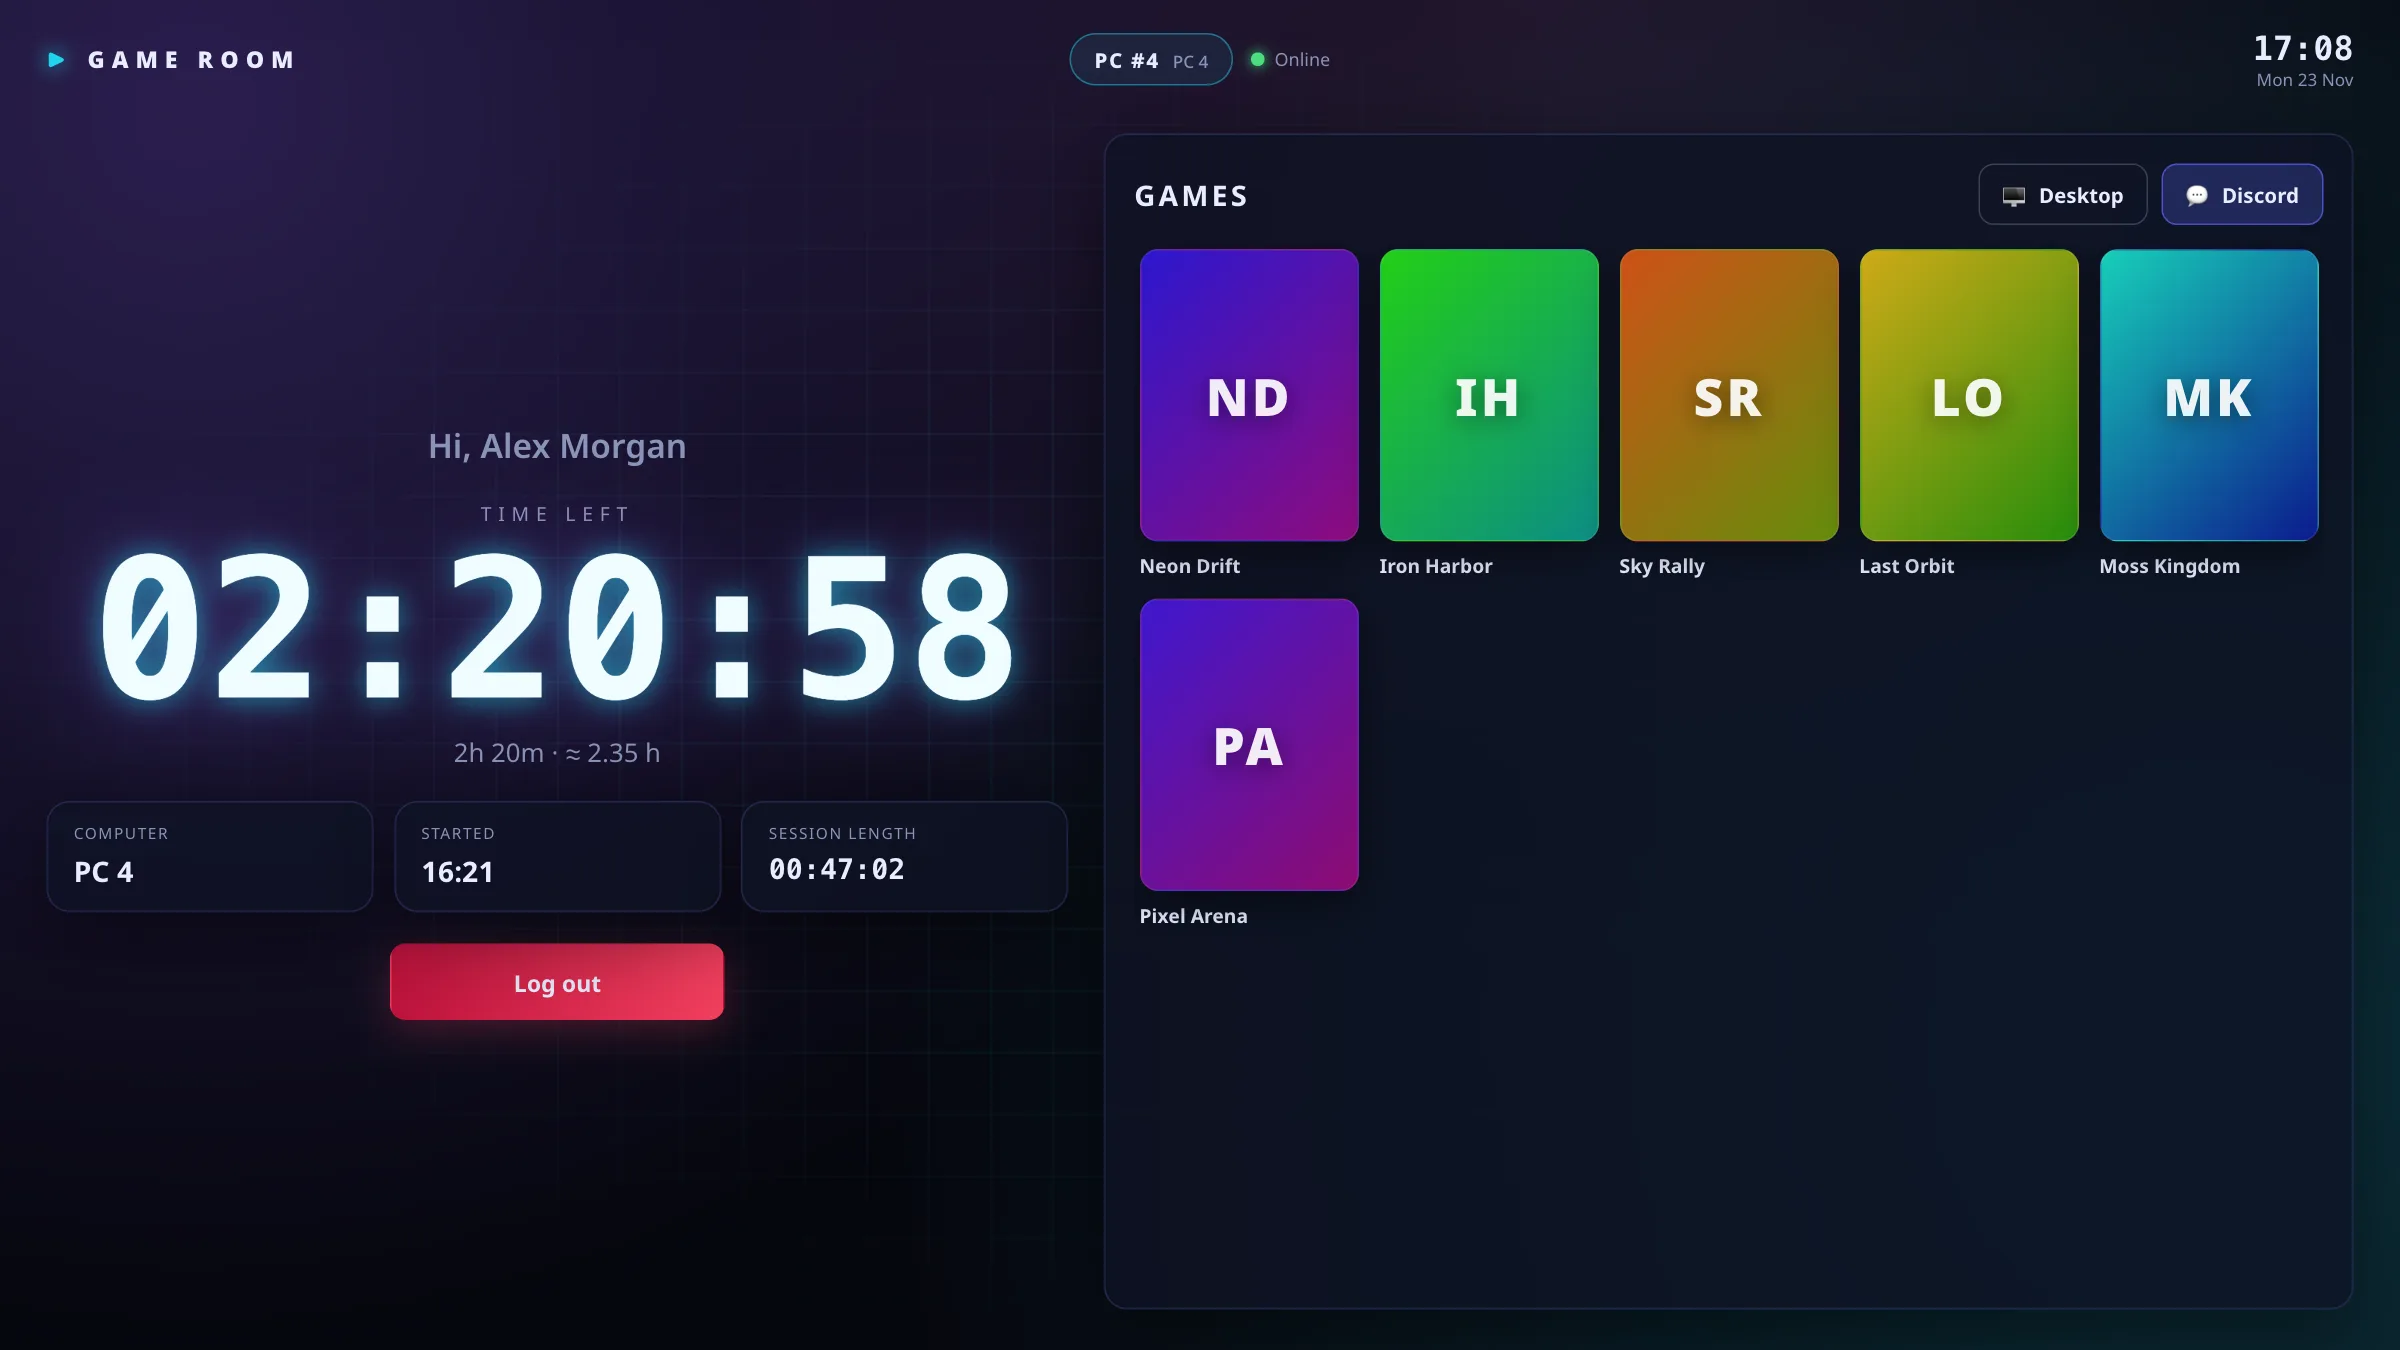 GAME ROOM
PC #4 PC 4
Online
17:08
Mon 23 Nov
Hi, Alex Morgan
TIME LEFT
02:20:58
2h 20m · ≈ 2.35 h
COMPUTER
PC 4
STARTED
16:21
SESSION LENGTH
00:47:02
Log out
GAMES
Desktop
Discord
ND
IH
SR
LO
MK
Neon Drift
Iron Harbor
Sky Rally
Last Orbit
Moss Kingdom
PA
Pixel Arena